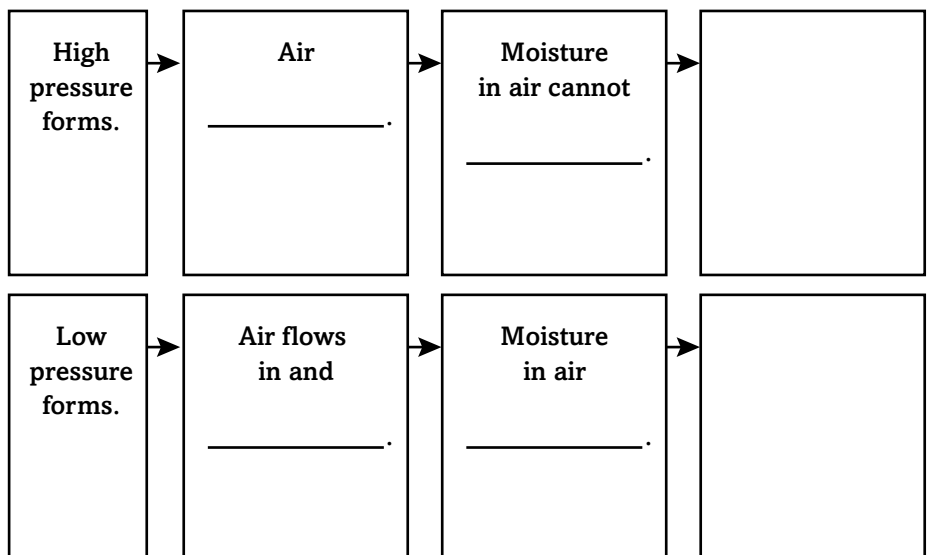 High
pressure
forms.
Air
.
Moisture
in air cannot
.
Low
pressure
forms.
Air flows
in and
.
Moisture
in air
.